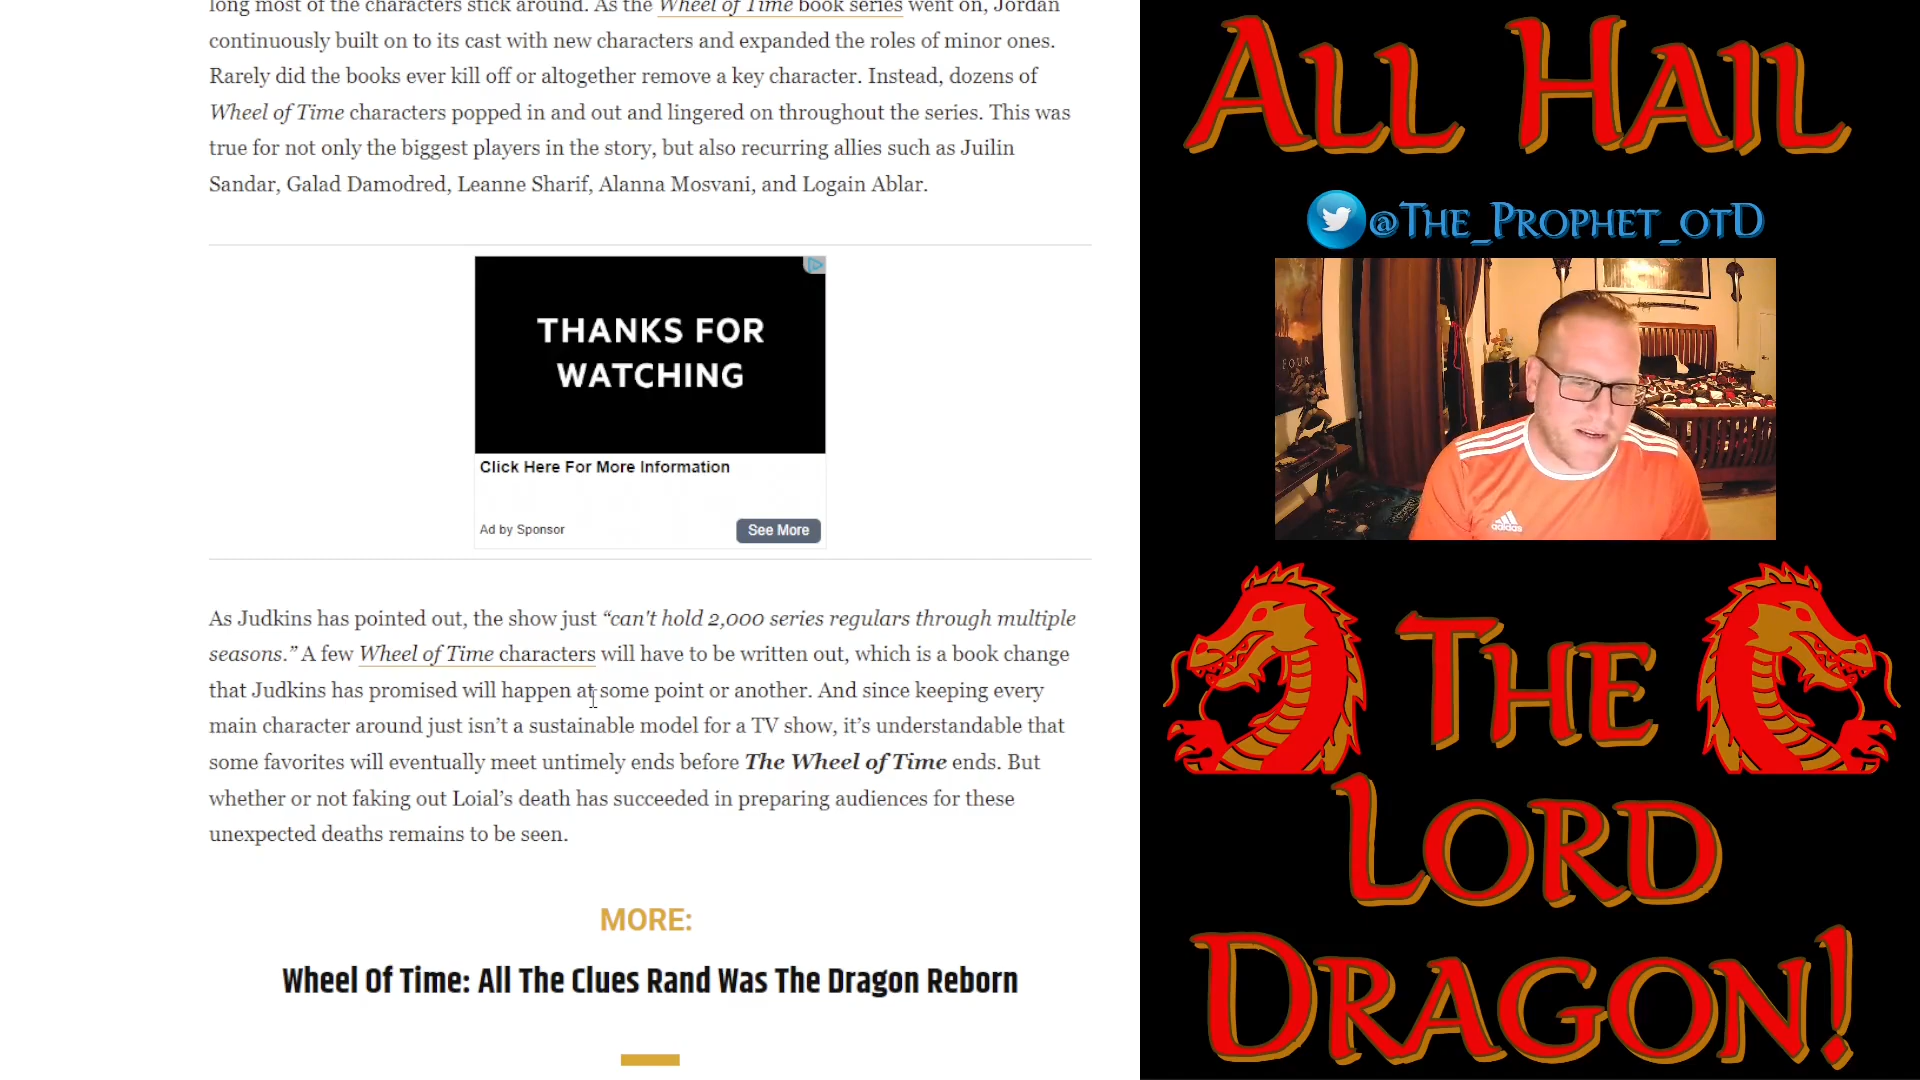 long most of the characters stick around. As the Wheel of Time book series went on, Jordan
continuously built on to its cast with new characters and expanded the roles of minor ones.
Rarely did the books ever kill off or altogether remove a key character. Instead, dozens of
Wheel of Time characters popped in and out and lingered on throughout the series. This was
true for not only the biggest players in the story, but also recurring allies such as Juilin
Sandar, Galad Damodred, Leanne Sharif, Alanna Mosvani, and Logain Ablar.
THANKS FOR
WATCHING
Click Here For More Information
Ad by Sponsor
See More
As Judkins has pointed out, the show just “can't hold 2,000 series regulars through multiple
seasons.” A few Wheel of Time characters will have to be written out, which is a book change
that Judkins has promised will happen at some point or another. And since keeping every
main character around just isn’t a sustainable model for a TV show, it’s understandable that
some favorites will eventually meet untimely ends before The Wheel of Time ends. But
whether or not faking out Loial’s death has succeeded in preparing audiences for these
unexpected deaths remains to be seen.
MORE:
Wheel Of Time: All The Clues Rand Was The Dragon Reborn
ALL HAIL
@THE_PROPHET_OTD
FOUR
adidas
THE
LORD
DRAGON!